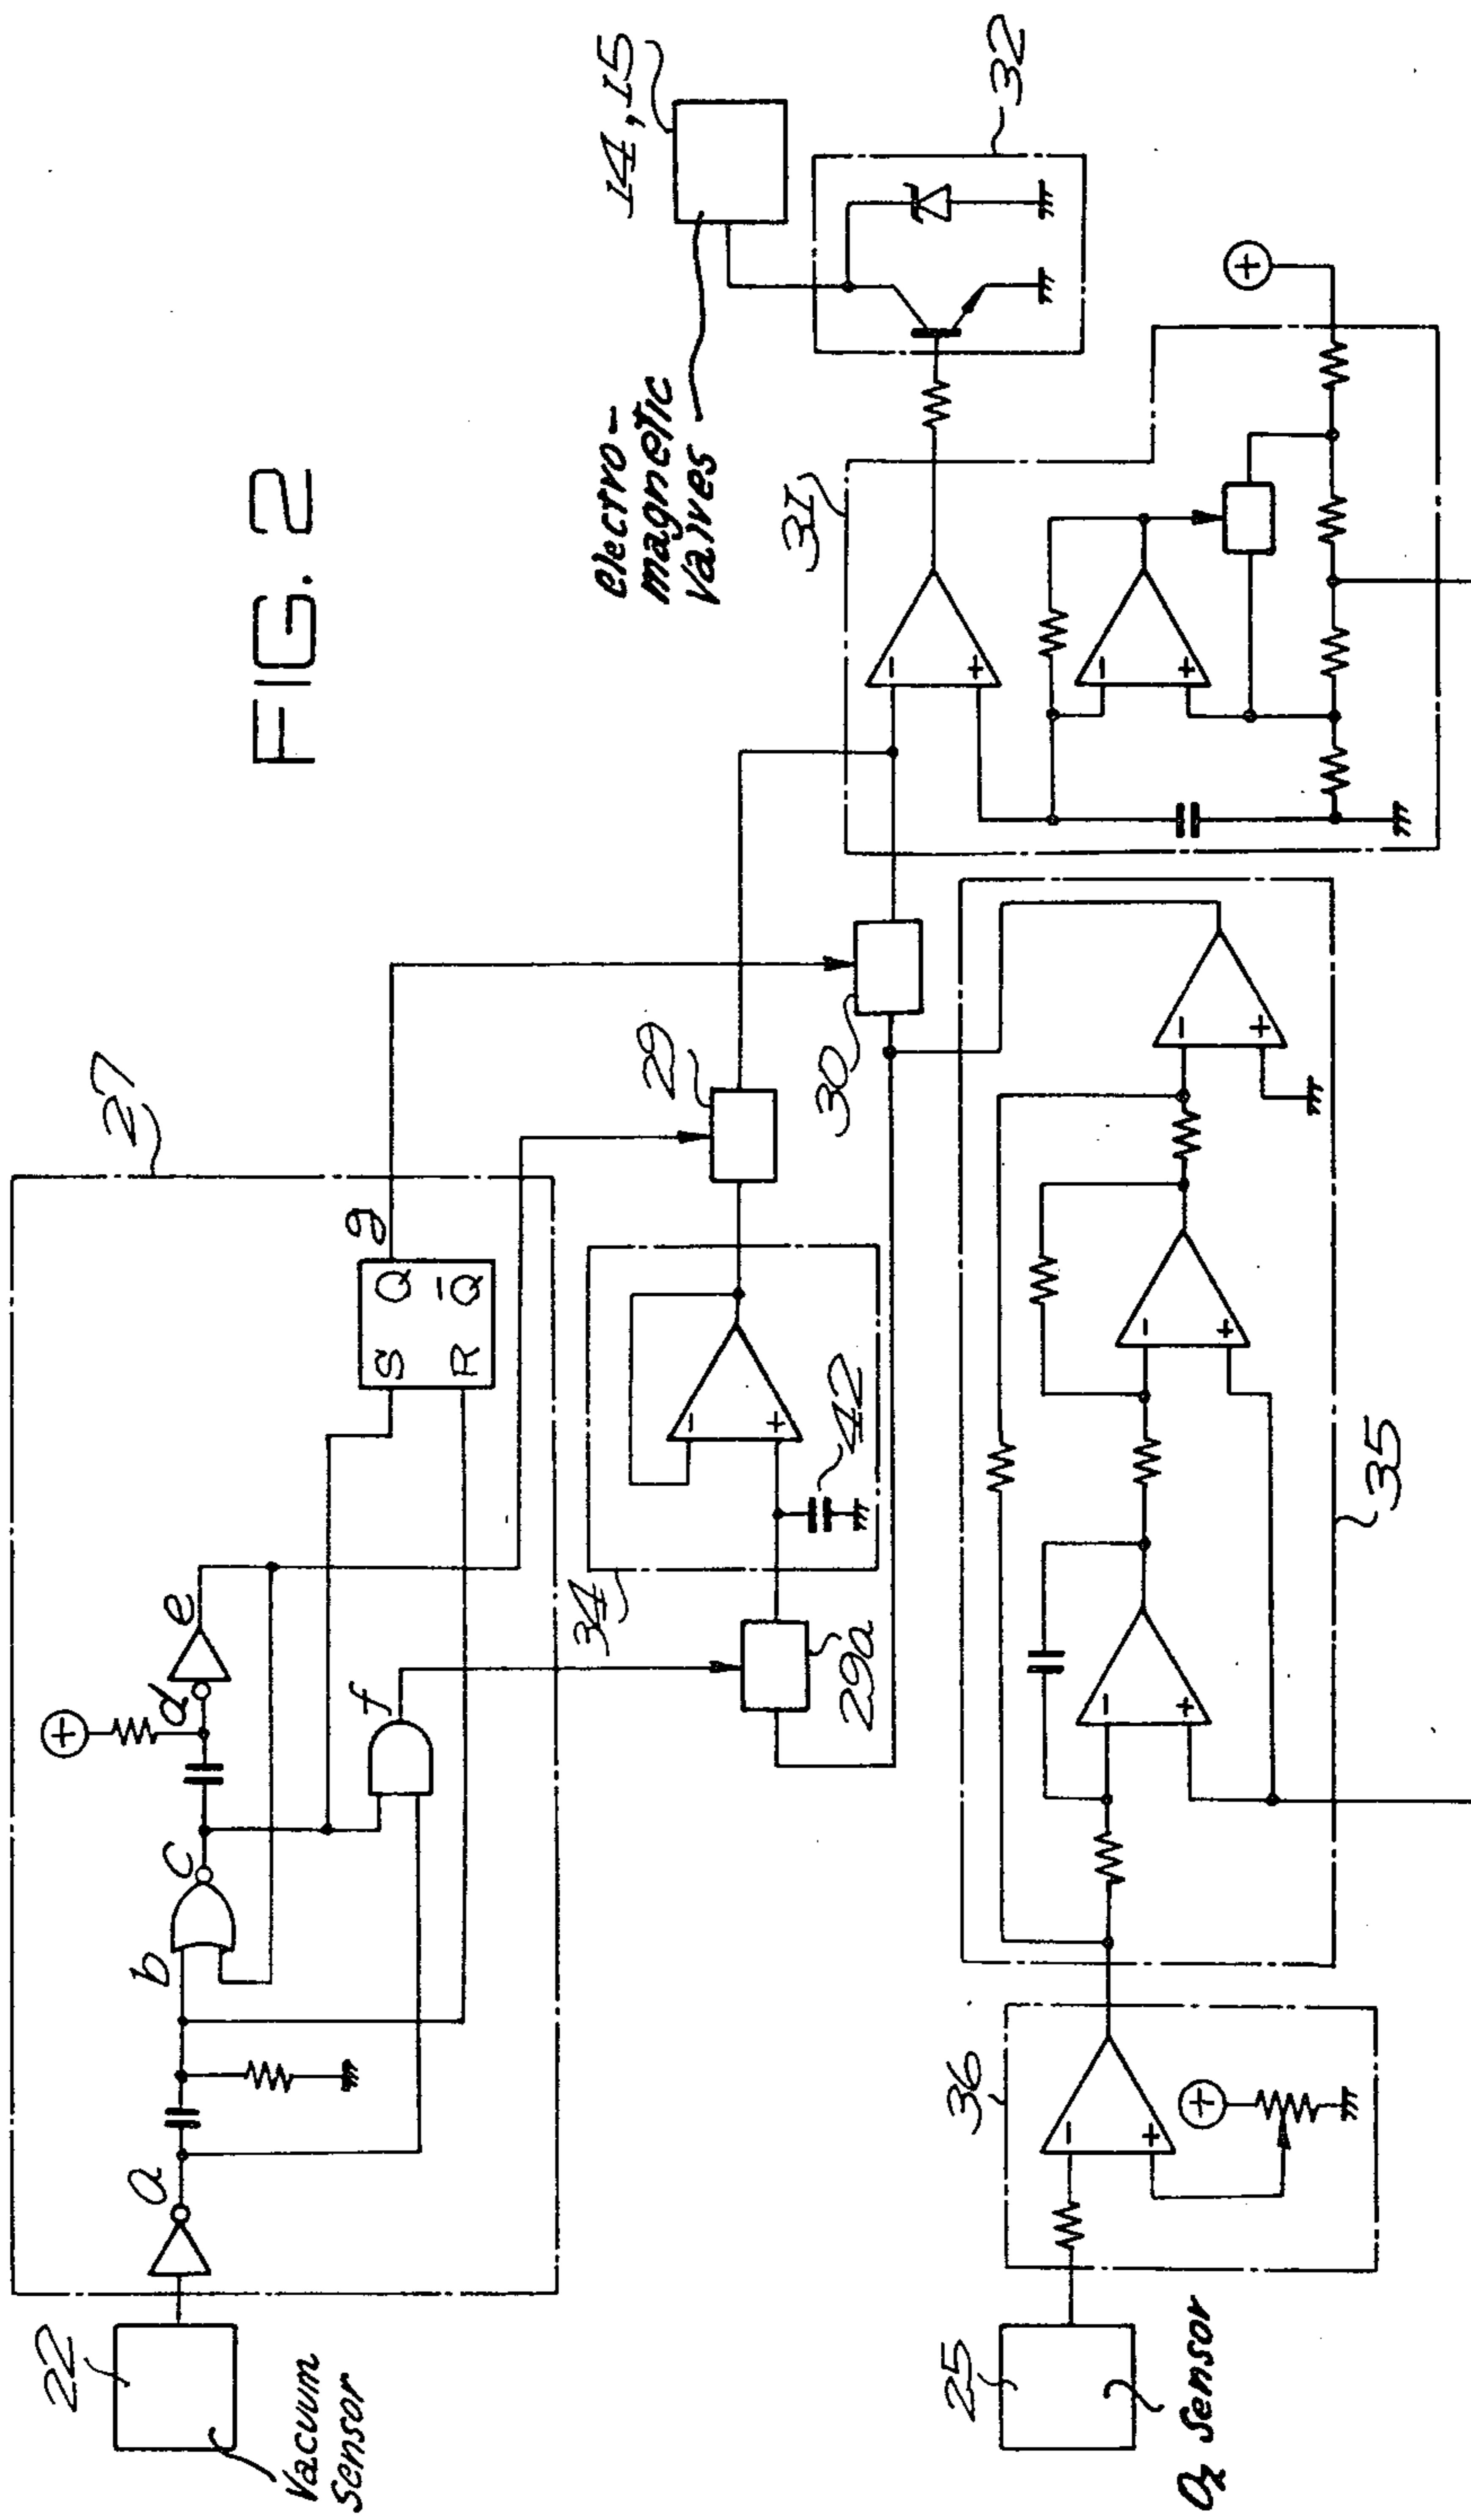 FIG. 2
22
Vacuum
Sensor
27
a
b
c
d
e
f
g
S
Q
R
Q̅
29
29a
30
34
42
electro-
magnetic
Valves
14, 15
31
32
25
O₂ Sensor
36
35